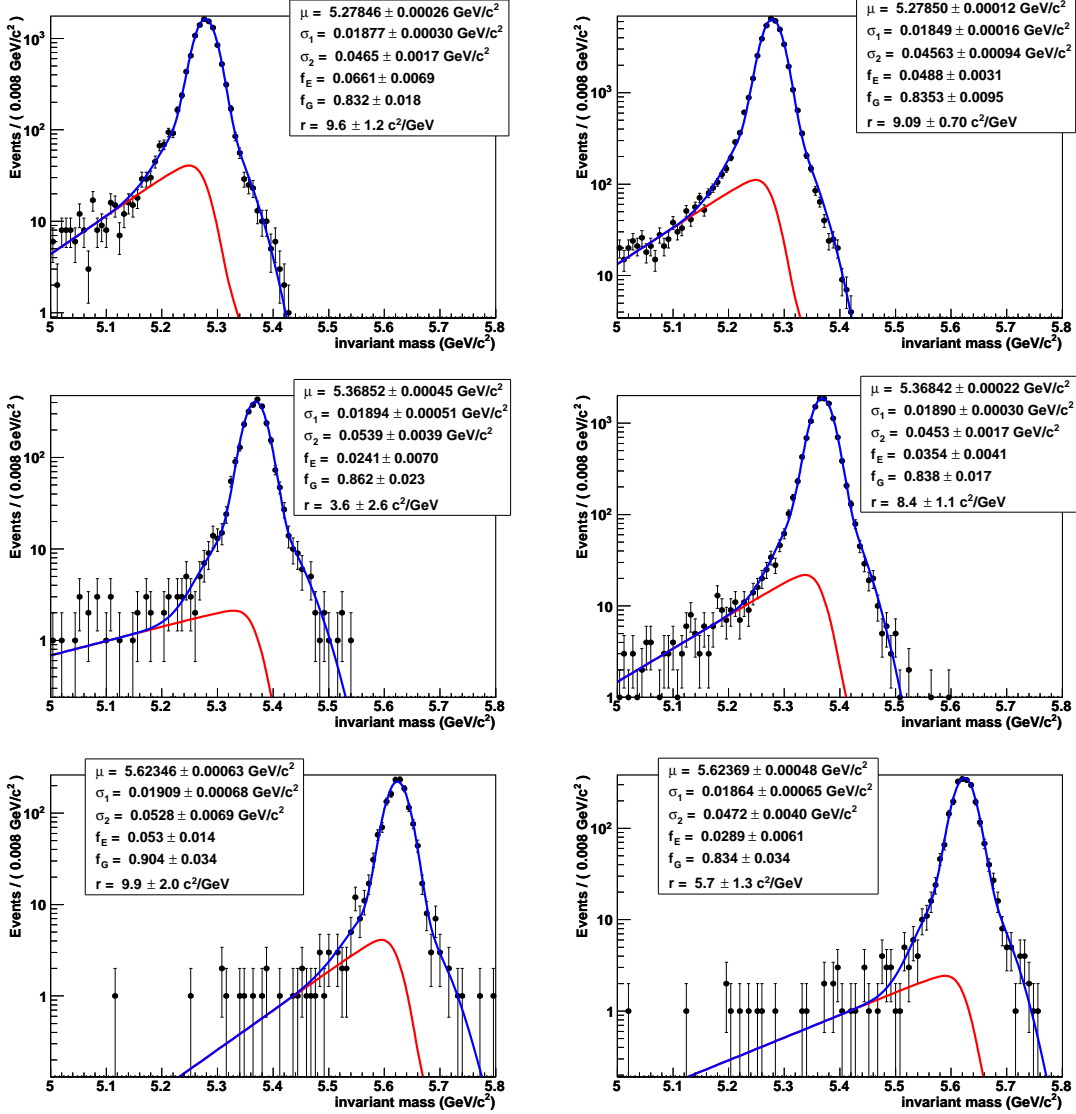 μ = 5.27846 ± 0.00026 GeV/c²
σ₁ = 0.01877 ± 0.00030 GeV/c²
σ₂ = 0.0465 ± 0.0017 GeV/c²
f_E = 0.0661 ± 0.0069
f_G = 0.832 ± 0.018
r = 9.6 ± 1.2 c²/GeV
Events / ( 0.008 GeV/c² )
10³
10²
10
1
5 5.1 5.2 5.3 5.4 5.5 5.6 5.7 5.8
invariant mass (GeV/c²)
μ = 5.27850 ± 0.00012 GeV/c²
σ₁ = 0.01849 ± 0.00016 GeV/c²
σ₂ = 0.04563 ± 0.00094 GeV/c²
f_E = 0.0488 ± 0.0031
f_G = 0.8353 ± 0.0095
r = 9.09 ± 0.70 c²/GeV
Events / ( 0.008 GeV/c² )
10³
10²
10
5 5.1 5.2 5.3 5.4 5.5 5.6 5.7 5.8
invariant mass (GeV/c²)
μ = 5.36852 ± 0.00045 GeV/c²
σ₁ = 0.01894 ± 0.00051 GeV/c²
σ₂ = 0.0539 ± 0.0039 GeV/c²
f_E = 0.0241 ± 0.0070
f_G = 0.862 ± 0.023
r = 3.6 ± 2.6 c²/GeV
Events / ( 0.008 GeV/c² )
10²
10
1
5 5.1 5.2 5.3 5.4 5.5 5.6 5.7 5.8
invariant mass (GeV/c²)
μ = 5.36842 ± 0.00022 GeV/c²
σ₁ = 0.01890 ± 0.00030 GeV/c²
σ₂ = 0.0453 ± 0.0017 GeV/c²
f_E = 0.0354 ± 0.0041
f_G = 0.838 ± 0.017
r = 8.4 ± 1.1 c²/GeV
Events / ( 0.008 GeV/c² )
10³
10²
10
1
5 5.1 5.2 5.3 5.4 5.5 5.6 5.7 5.8
invariant mass (GeV/c²)
μ = 5.62346 ± 0.00063 GeV/c²
σ₁ = 0.01909 ± 0.00068 GeV/c²
σ₂ = 0.0528 ± 0.0069 GeV/c²
f_E = 0.053 ± 0.014
f_G = 0.904 ± 0.034
r = 9.9 ± 2.0 c²/GeV
Events / ( 0.008 GeV/c² )
10²
10
1
5 5.1 5.2 5.3 5.4 5.5 5.6 5.7 5.8
invariant mass (GeV/c²)
μ = 5.62369 ± 0.00048 GeV/c²
σ₁ = 0.01864 ± 0.00065 GeV/c²
σ₂ = 0.0472 ± 0.0040 GeV/c²
f_E = 0.0289 ± 0.0061
f_G = 0.834 ± 0.034
r = 5.7 ± 1.3 c²/GeV
Events / ( 0.008 GeV/c² )
10²
10
1
5 5.1 5.2 5.3 5.4 5.5 5.6 5.7 5.8
invariant mass (GeV/c²)